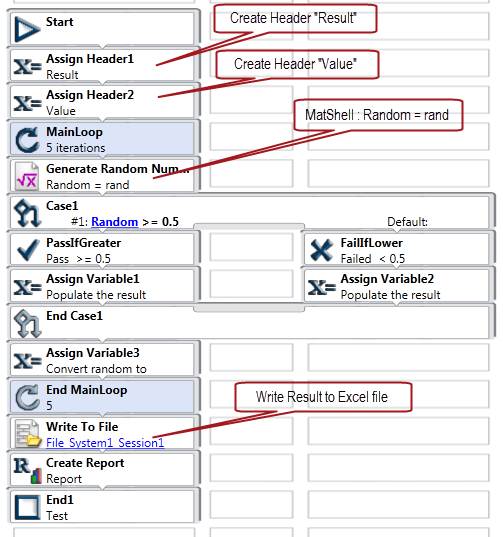 Start
Create Header "Result"
Assign Header1
Result
Create Header "Value"
Assign Header2
Value
MatShell : Random = rand
MainLoop
5 iterations
Generate Random Num...
Random = rand
Case1
#1: Random >= 0.5
Default:
PassIfGreater
Pass >= 0.5
FailIfLower
Failed < 0.5
Assign Variable1
Populate the result
Assign Variable2
Populate the result
End Case1
Assign Variable3
Convert random to
End MainLoop
5
Write Result to Excel file
Write To File
File_System1_Session1
Create Report
Report
End1
Test